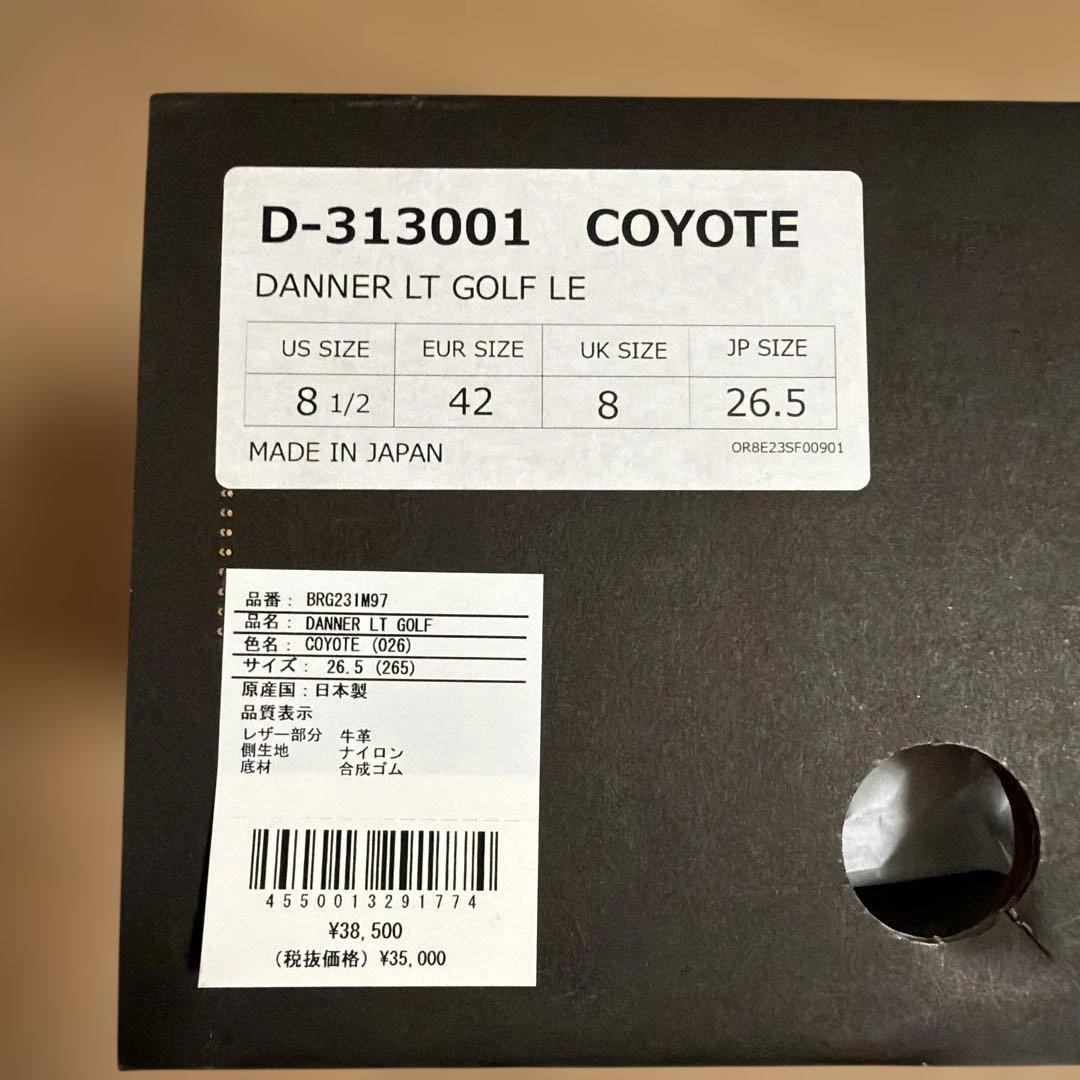 D-313001 COYOTE
DANNER LT GOLF LE
US SIZE EUR SIZE UK SIZE JP SIZE
8 1/2 42 8 26.5
MADE IN JAPAN OR8E23SF00901
品番： BRG231M97
品名： DANNER LT GOLF
色名： COYOTE (026)
サイズ： 26.5 (265)
原産国：日本製
品質表示
レザー部分 牛革
側生地 ナイロン
底材 合成ゴム
4550013291774
¥38,500
(税抜価格) ¥35,000